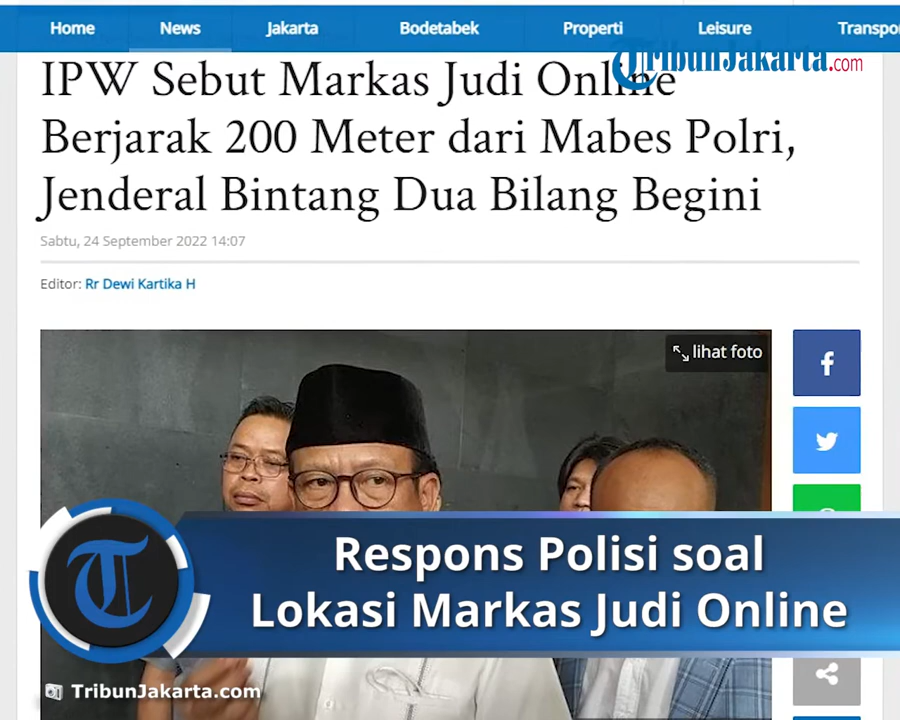 Home News Jakarta Bodetabek Properti Leisure Transpor
TribunJakarta.com
IPW Sebut Markas Judi Online
Berjarak 200 Meter dari Mabes Polri,
Jenderal Bintang Dua Bilang Begini
Sabtu, 24 September 2022 14:07
Editor: Rr Dewi Kartika H
lihat foto
f
Respons Polisi soal
Lokasi Markas Judi Online
T
TribunJakarta.com